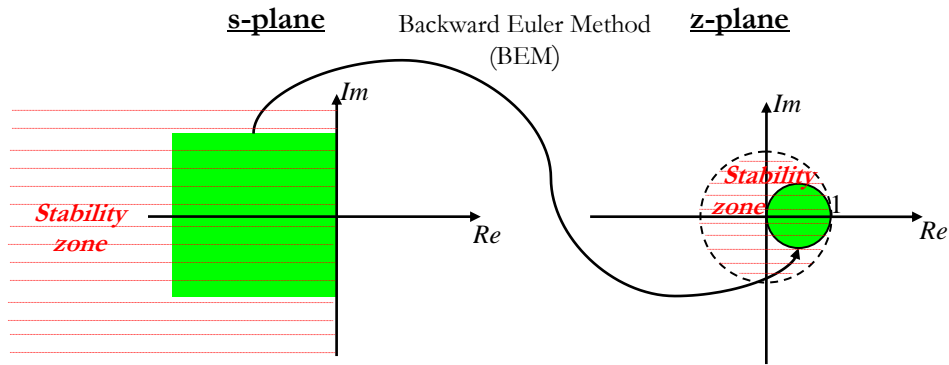 s-plane
Backward Euler Method
(BEM)
z-plane
Im
Stability
zone
Re
Im
Stability
zone
1
Re